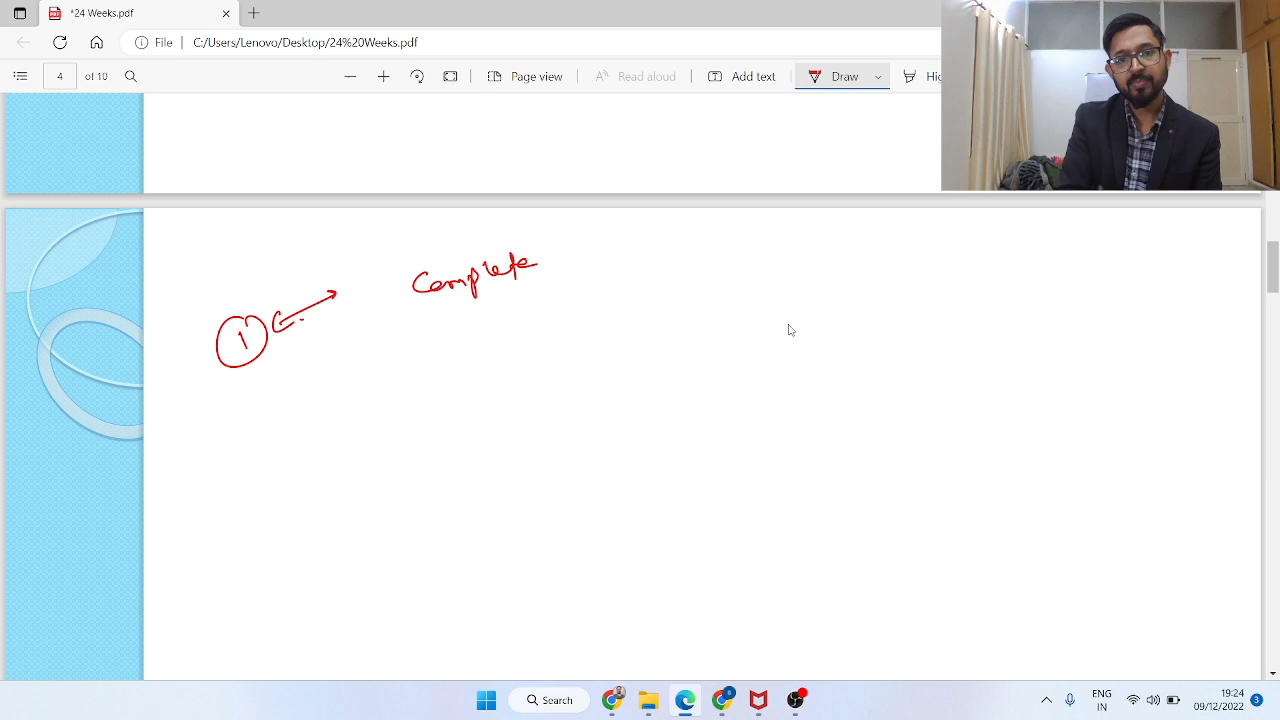 *24 Weeks.pdf
File C:/Users/Lenovo/Desktop/24%20Weeks.pdf
4 of 10 Page view Read aloud Add text Draw
Complete
1
Search
ENG
IN
19:24
09/12/2022
3